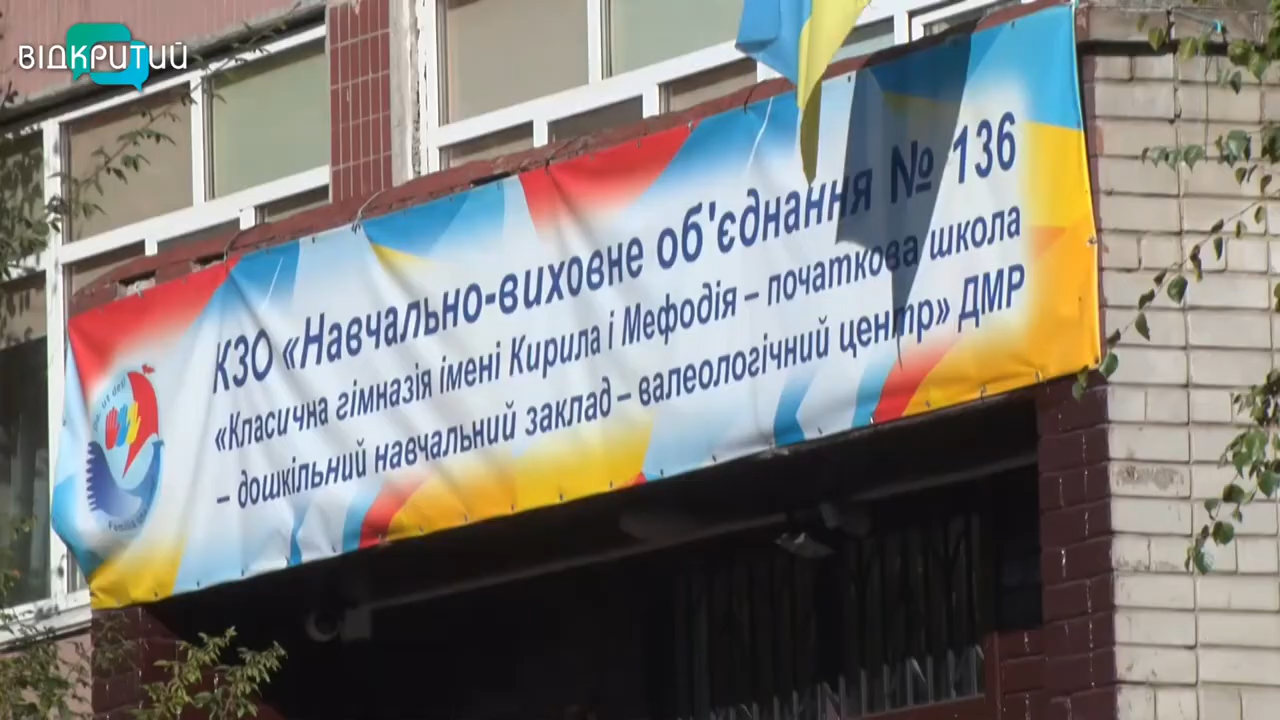 ВІДКРИТИЙ
КЗО «Навчально-виховне об'єднання № 136
«Класична гімназія імені Кирила і Мефодія – початкова школа
– дошкільний навчальний заклад – валеологічний центр» ДМР